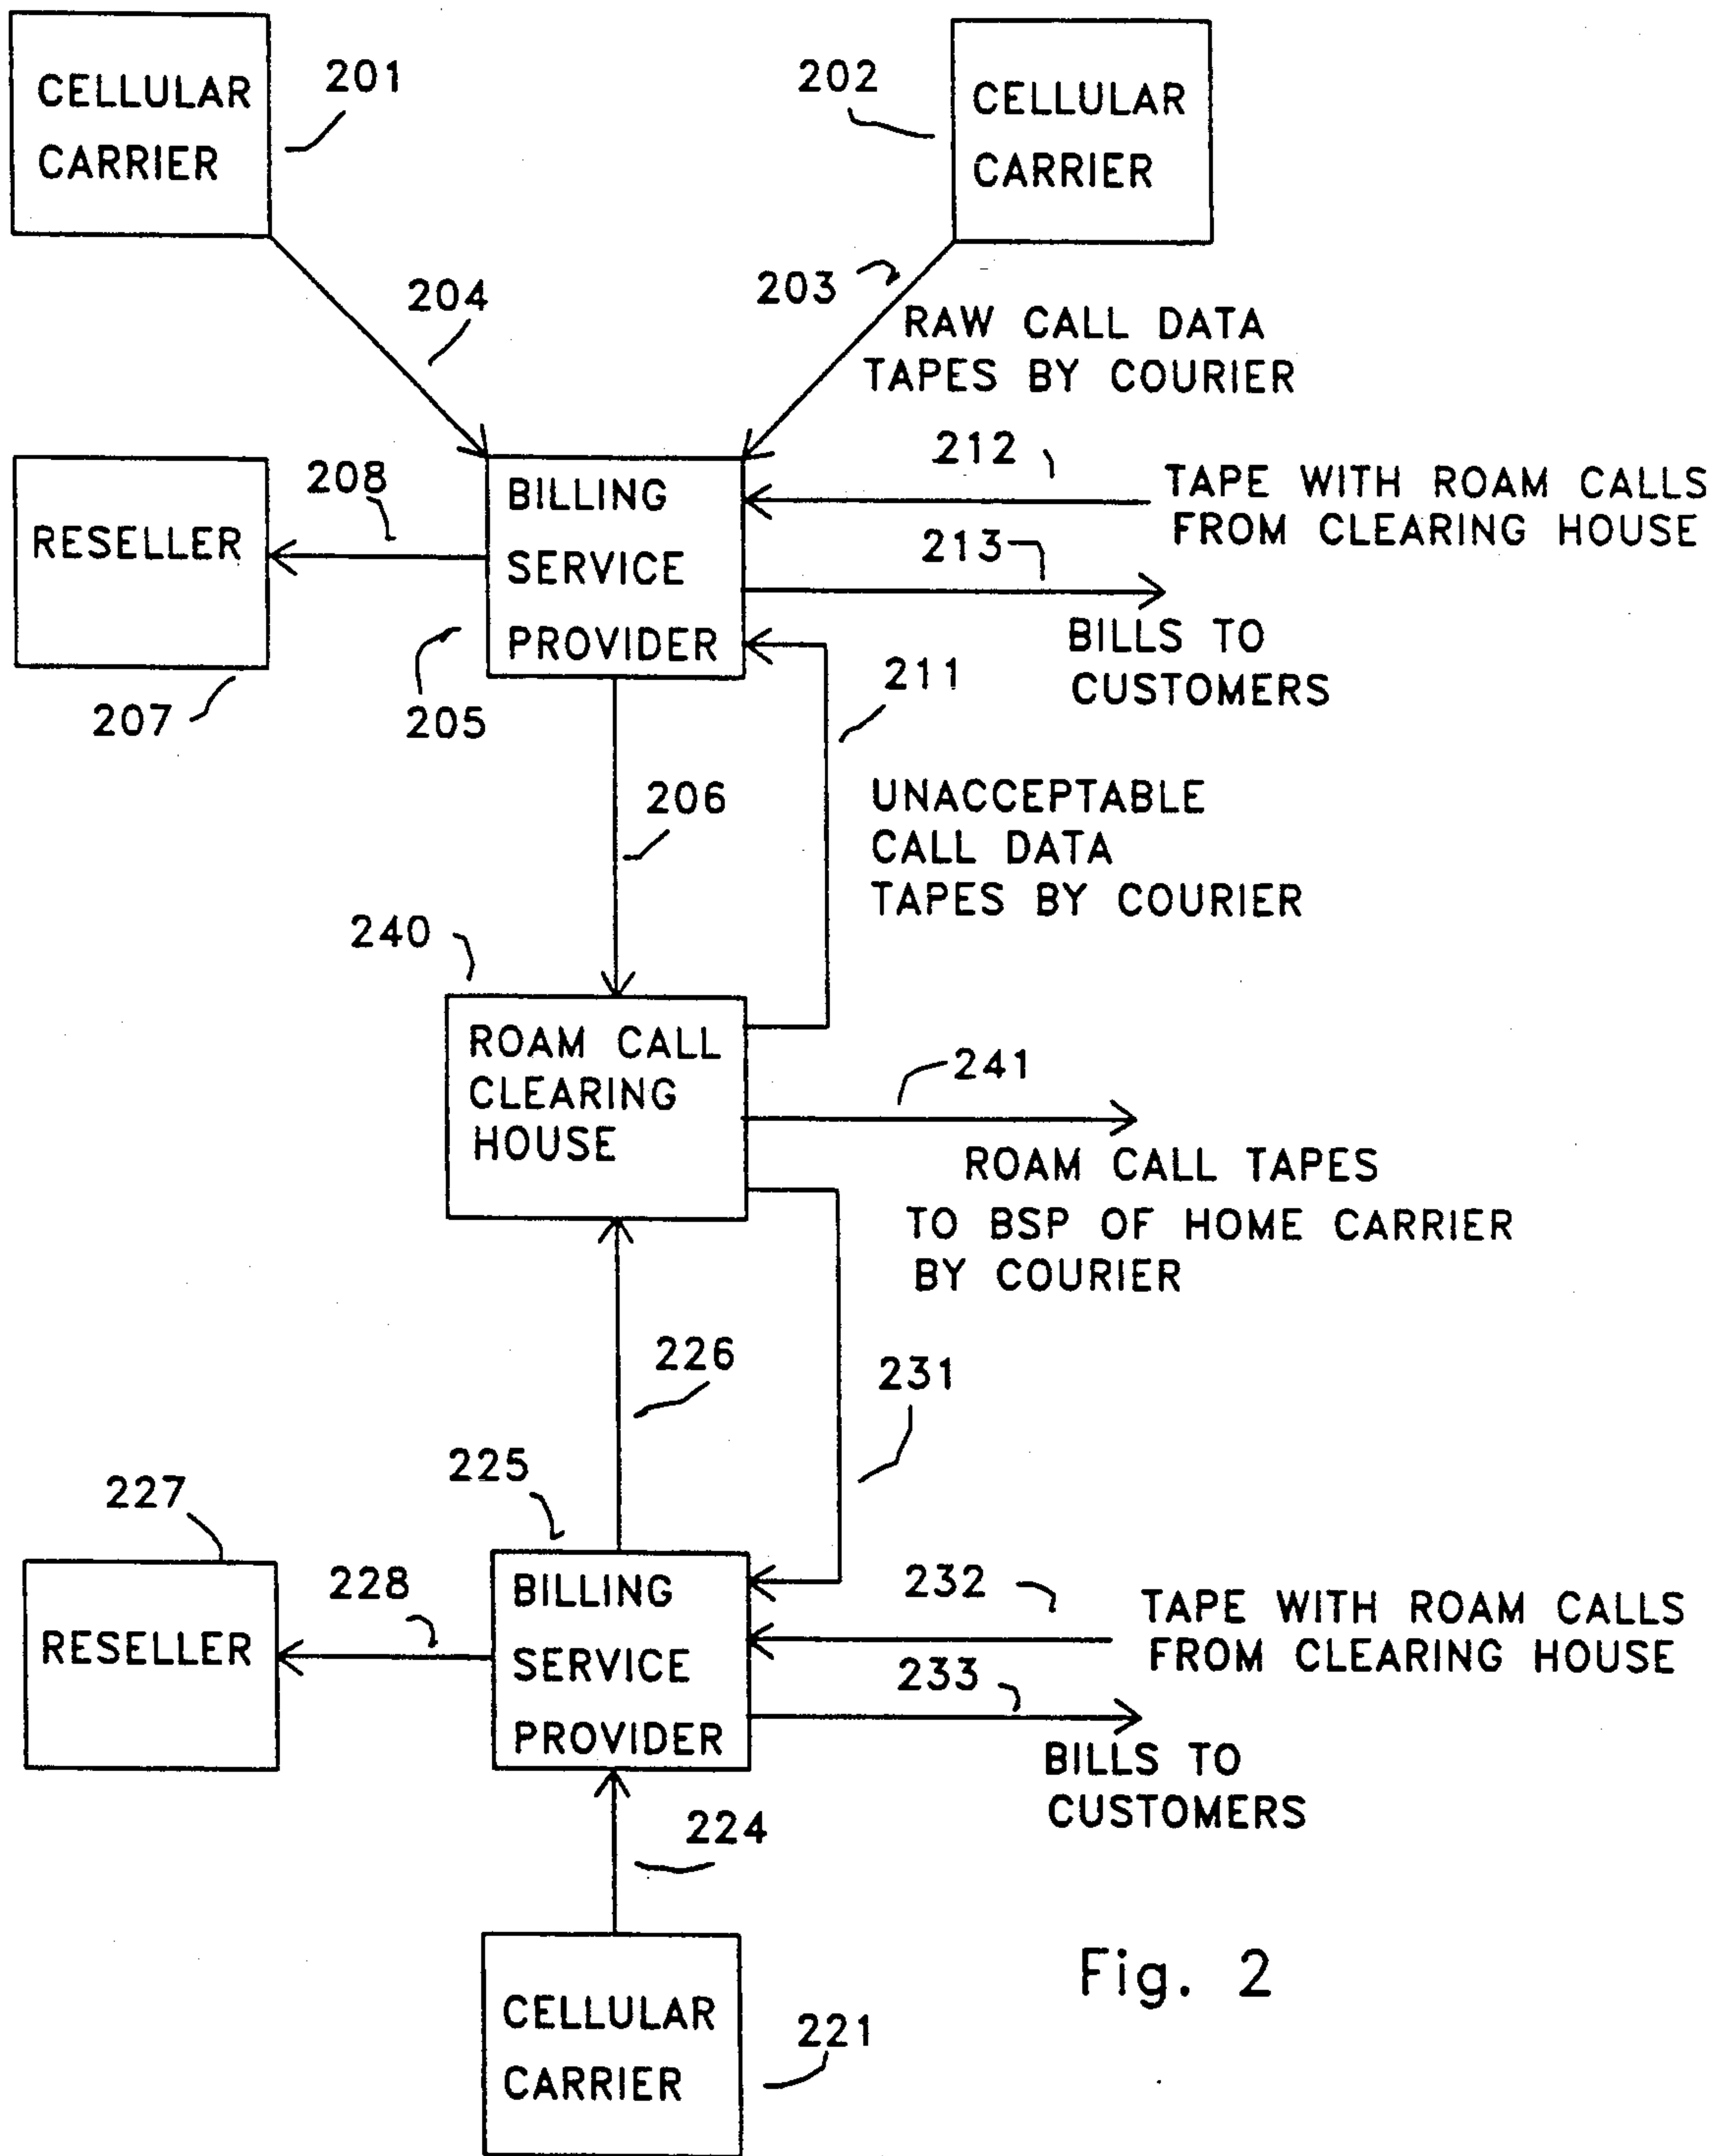 CELLULAR
CARRIER
201
202
CELLULAR
CARRIER
204
203
RAW CALL DATA
TAPES BY COURIER
RESELLER
207
208
BILLING
SERVICE
PROVIDER
205
212
TAPE WITH ROAM CALLS
FROM CLEARING HOUSE
213
BILLS TO
CUSTOMERS
211
206
UNACCEPTABLE
CALL DATA
TAPES BY COURIER
240
ROAM CALL
CLEARING
HOUSE
241
ROAM CALL TAPES
TO BSP OF HOME CARRIER
BY COURIER
226
231
225
227
RESELLER
228
BILLING
SERVICE
PROVIDER
232
TAPE WITH ROAM CALLS
FROM CLEARING HOUSE
233
BILLS TO
CUSTOMERS
224
CELLULAR
CARRIER
221
Fig. 2